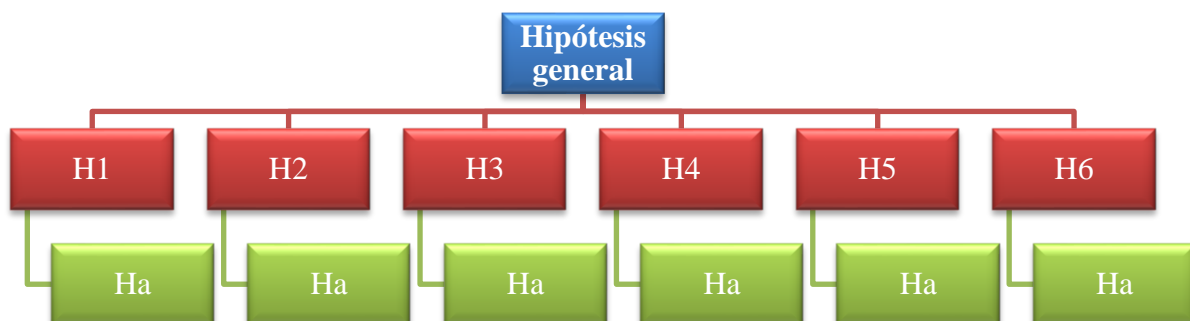 Hipótesis
general
H1 H2 H3 H4 H5 H6
Ha Ha Ha Ha Ha Ha